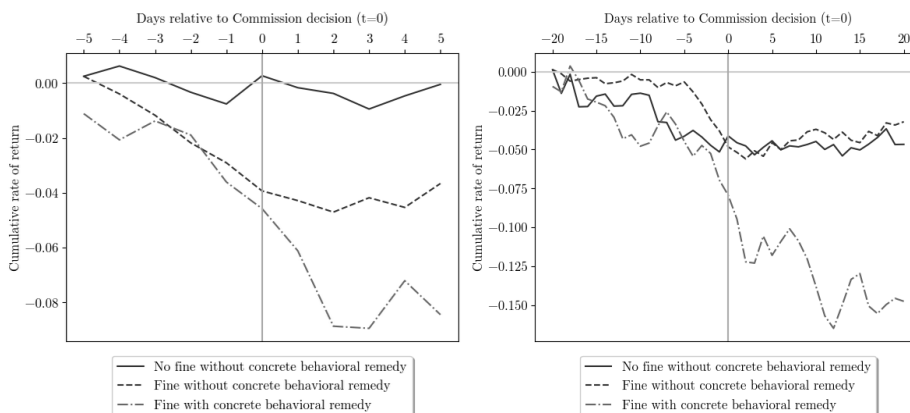 Days relative to Commission decision (t=0)
−5 −4 −3 −2 −1 0 1 2 3 4 5
0.00
−0.02
−0.04
−0.06
−0.08
Cumulative rate of return
No fine without concrete behavioral remedy
Fine without concrete behavioral remedy
Fine with concrete behavioral remedy
Days relative to Commission decision (t=0)
−20 −15 −10 −5 0 5 10 15 20
0.000
−0.025
−0.050
−0.075
−0.100
−0.125
−0.150
Cumulative rate of return
No fine without concrete behavioral remedy
Fine without concrete behavioral remedy
Fine with concrete behavioral remedy